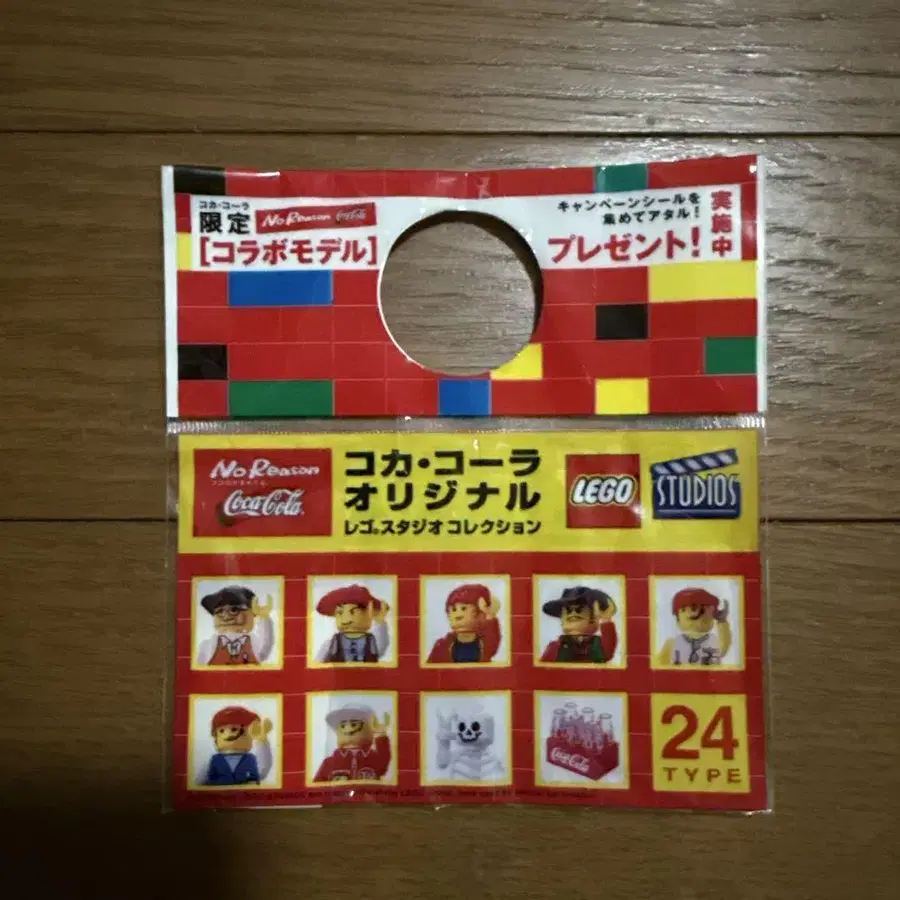 コカ・コーラ
限定 No Reason Coca-Cola
[コラボモデル]
キャンペーンシールを
集めてアタル!
プレゼント!
実施中
No Reason
Coca-Cola
コカ・コーラ
オリジナル
レゴ®スタジオ コレクション
LEGO
STUDIOS
Coca-Cola
24
TYPE